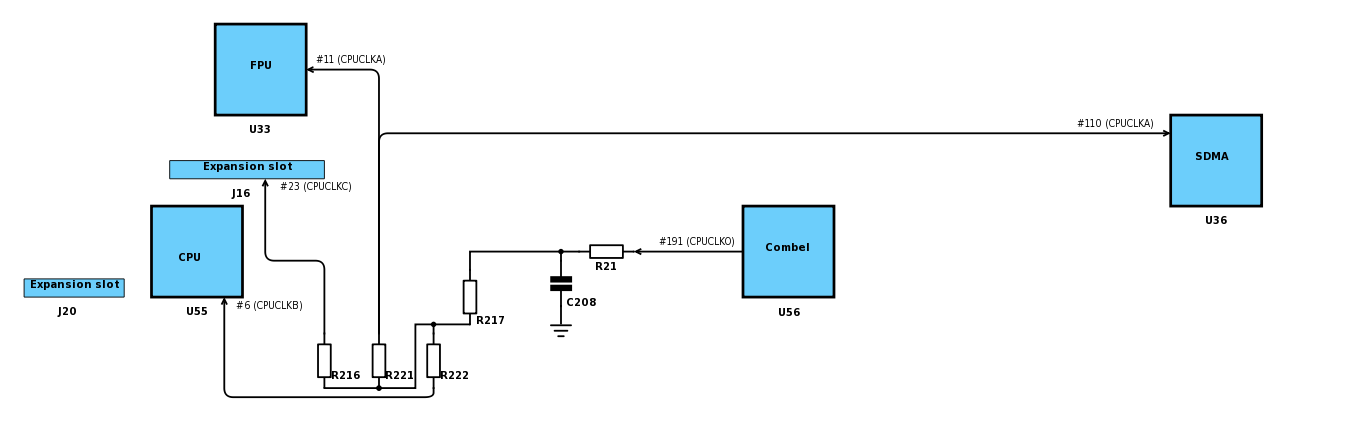 #11 (CPUCLKA)
FPU
U33
#110 (CPUCLKA)
SDMA
U36
Expansion slot
J16
#23 (CPUCLKC)
CPU
U55
#6 (CPUCLKB)
Expansion slot
J20
#191 (CPUCLKO)
Combel
U56
R21
C208
R217
R216
R221
R222